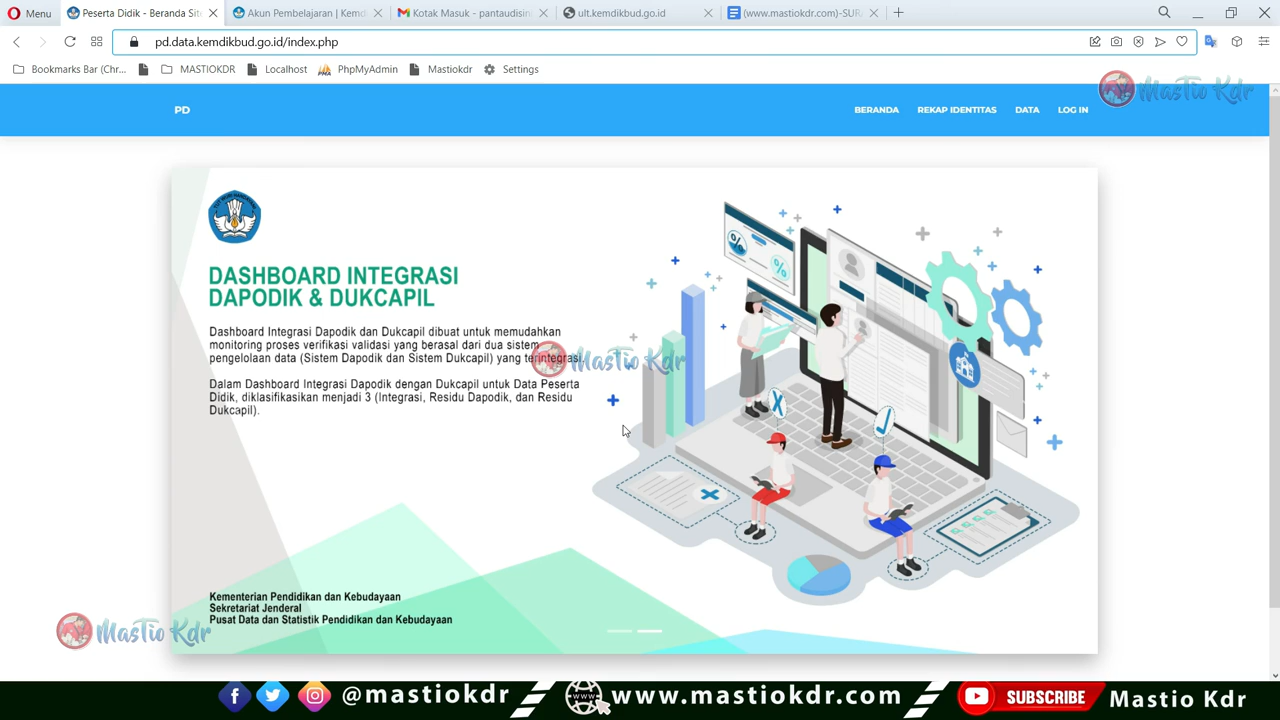 Menu
Peserta Didik - Beranda Sit
Akun Pembelajaran | Kemd
Kotak Masuk - pantaudisin
ult.kemdikbud.go.id
(www.mastiokdr.com)-SUR
pd.data.kemdikbud.go.id/index.php
Bookmarks Bar (Chr...
MASTIOKDR
Localhost
PhpMyAdmin
Mastiokdr
Settings
MasTio Kdr
PD
BERANDA
REKAP IDENTITAS
DATA
LOG IN
DASHBOARD INTEGRASI
DAPODIK & DUKCAPIL
Dashboard Integrasi Dapodik dan Dukcapil dibuat untuk memudahkan
monitoring proses verifikasi validasi yang berasal dari dua sistem
pengelolaan data (Sistem Dapodik dan Sistem Dukcapil) yang terintegrasi.
MasTio Kdr
Dalam Dashboard Integrasi Dapodik dengan Dukcapil untuk Data Peserta
Didik, diklasifikasikan menjadi 3 (Integrasi, Residu Dapodik, dan Residu
Dukcapil).
Kementerian Pendidikan dan Kebudayaan
Sekretariat Jenderal
Pusat Data dan Statistik Pendidikan dan Kebudayaan
MasTio Kdr
@mastiokdr
www.mastiokdr.com
SUBSCRIBE
Mastio Kdr